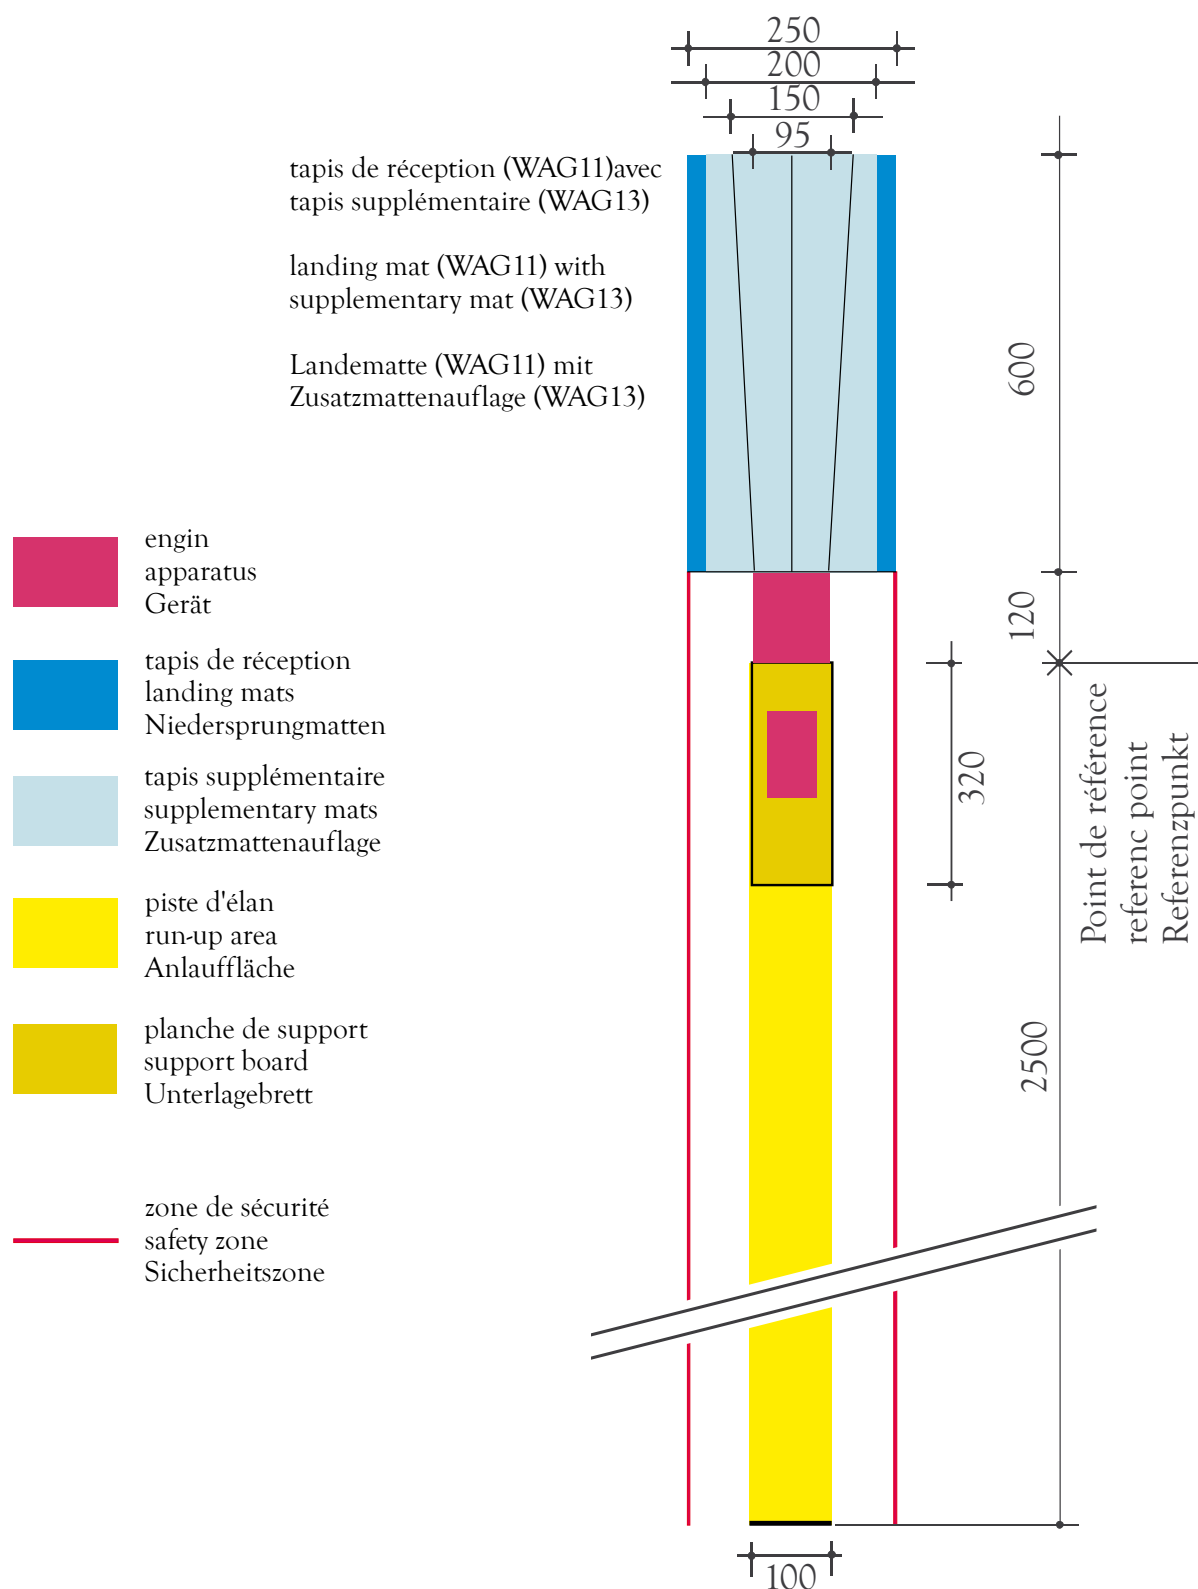 250
200
150
95
tapis de réception (WAG11)avec
tapis supplémentaire (WAG13)
landing mat (WAG11) with
supplementary mat (WAG13)
Landematte (WAG11) mit
Zusatzmattenauflage (WAG13)
600
engin
apparatus
Gerät
120
tapis de réception
landing mats
Niedersprungmatten
Point de référence
referenc point
Referenzpunkt
320
tapis supplémentaire
supplementary mats
Zusatzmattenauflage
piste d'élan
run-up area
Anlauffläche
planche de support
support board
Unterlagebrett
2500
zone de sécurité
safety zone
Sicherheitszone
100